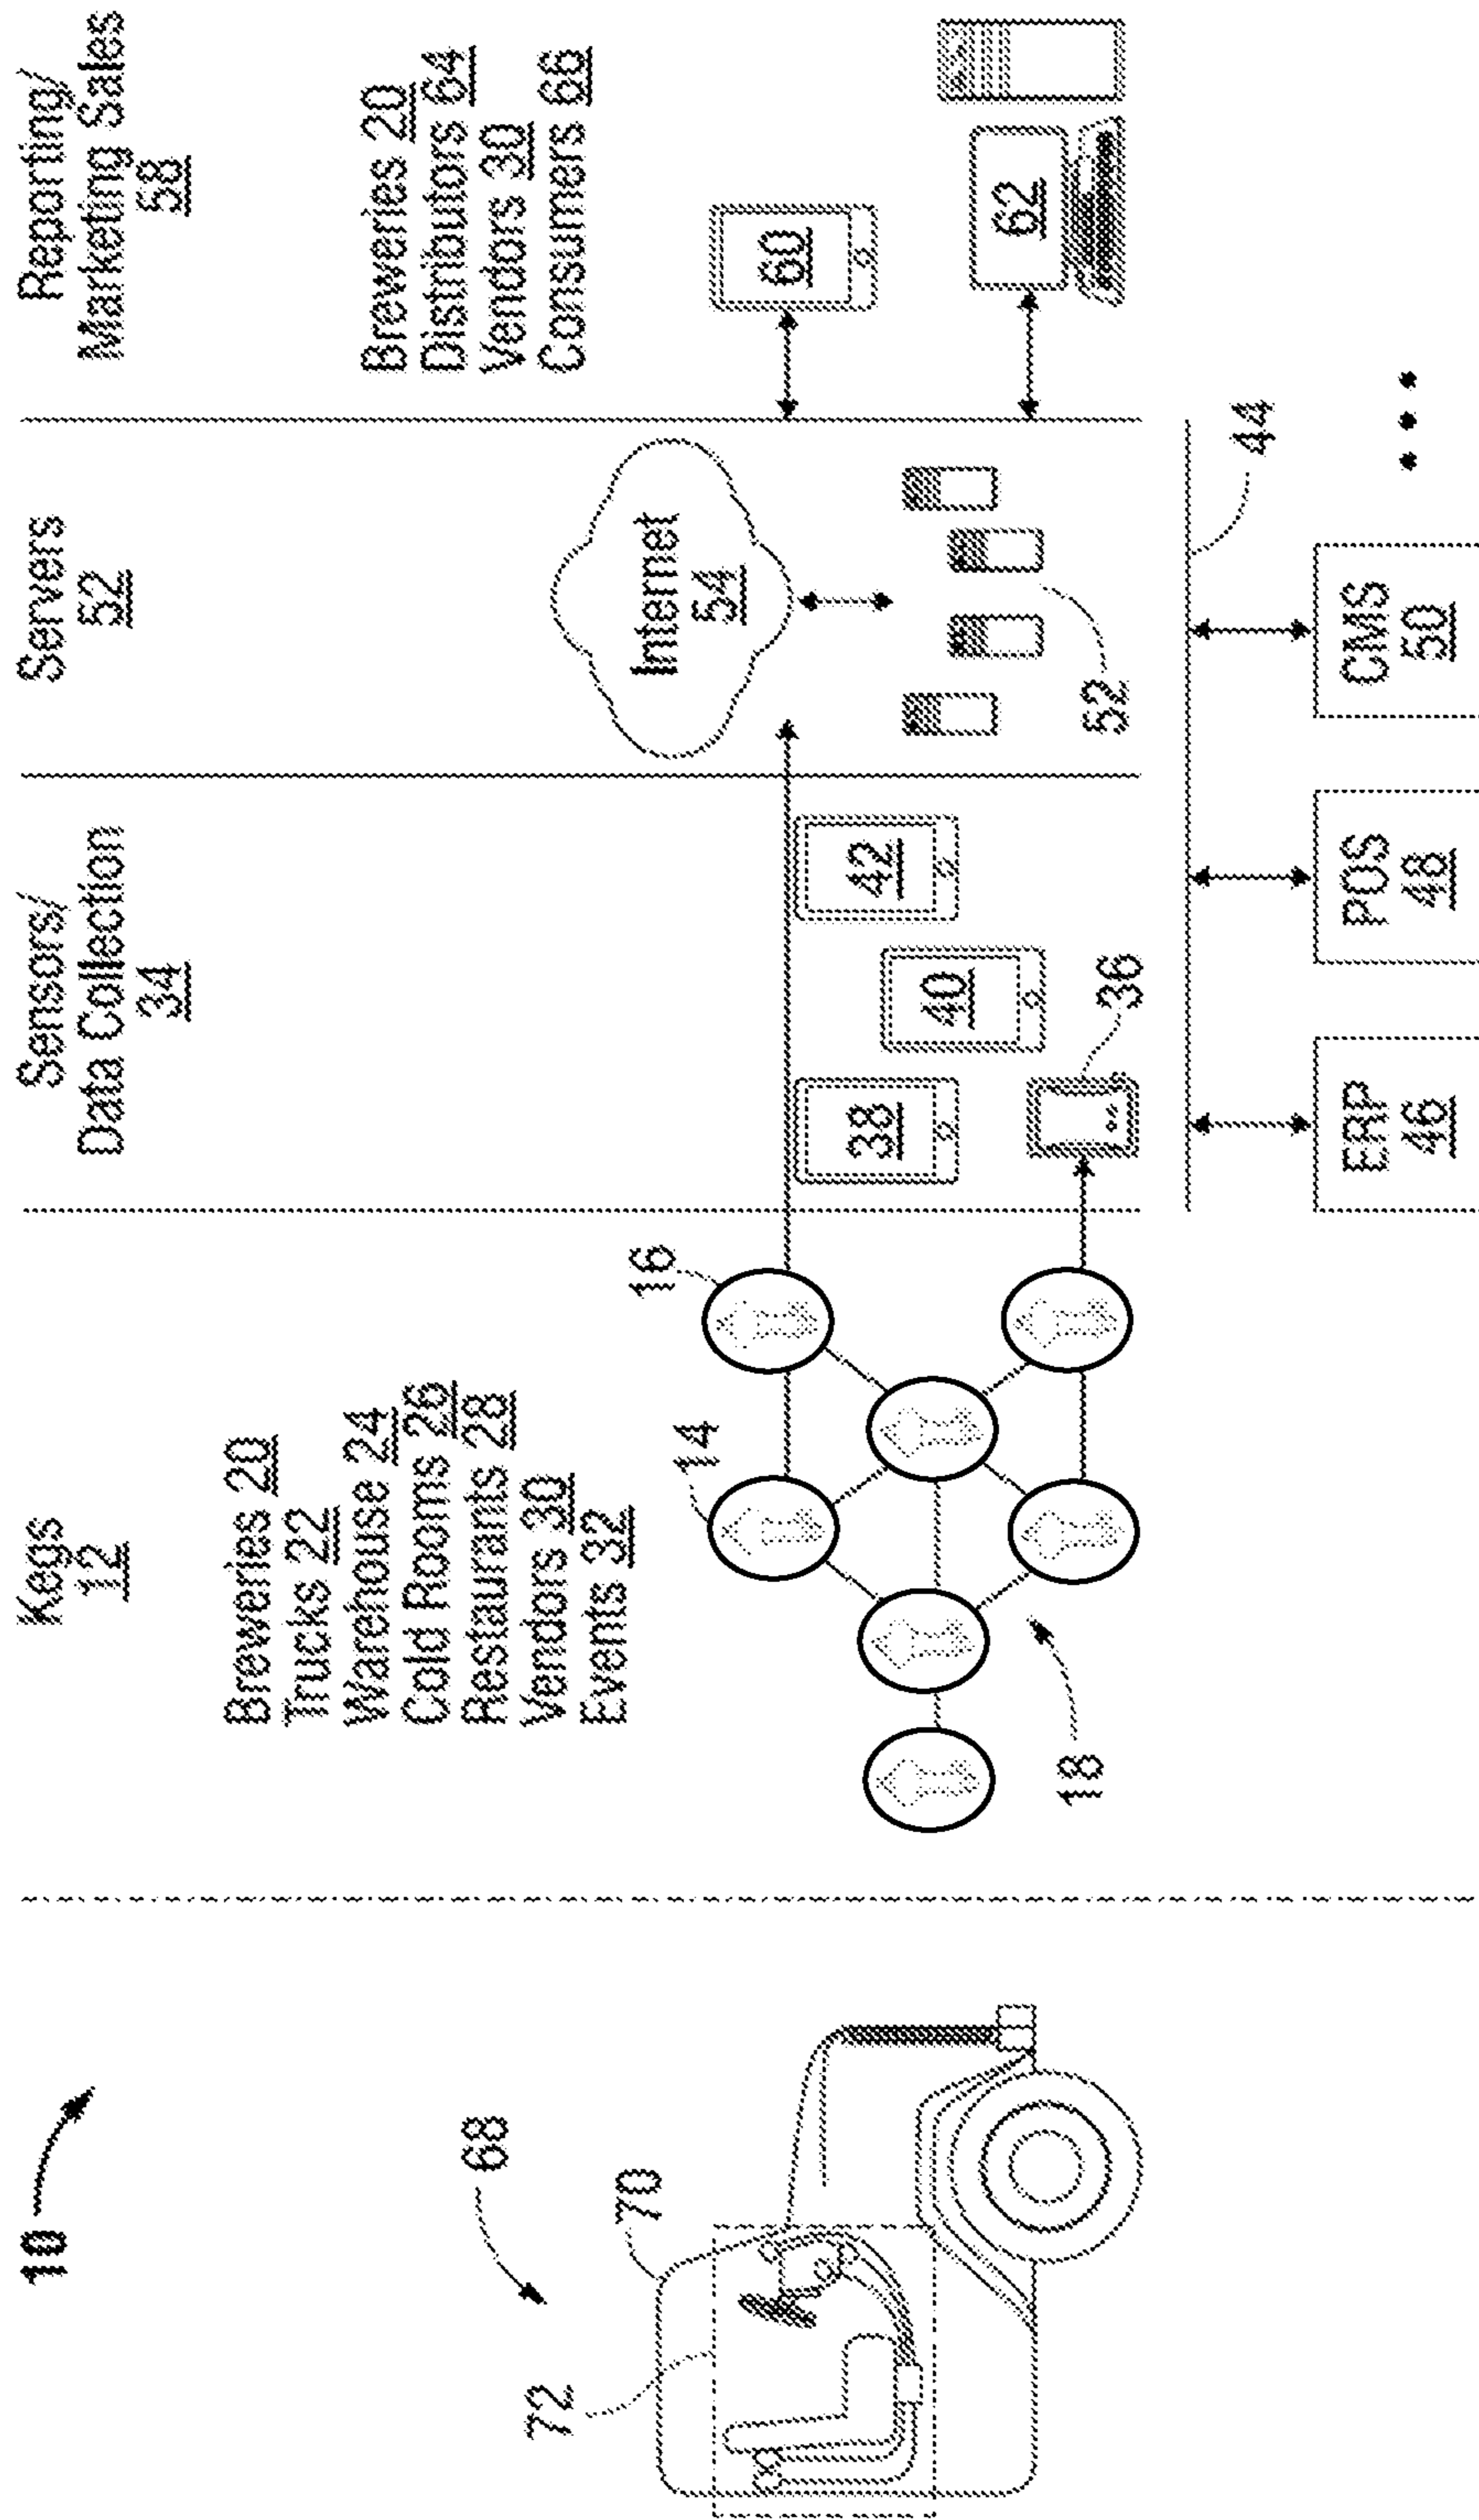 10
68
70
72
Kegs
12
Breweries 20
Trucks 22
Warehouse 24
Cold Rooms 26
Restaurants 28
Vendors 30
Events 32
14
16
18
Sensors/
Data Collection
34
38
40
42
36
Servers
52
Internet
54
52
Reporting/
Marketing Sales
58
Breweries 20
Distributors 64
Vendors 30
Consumers 66
60
62
44
ERP
46
POS
48
CMS
50